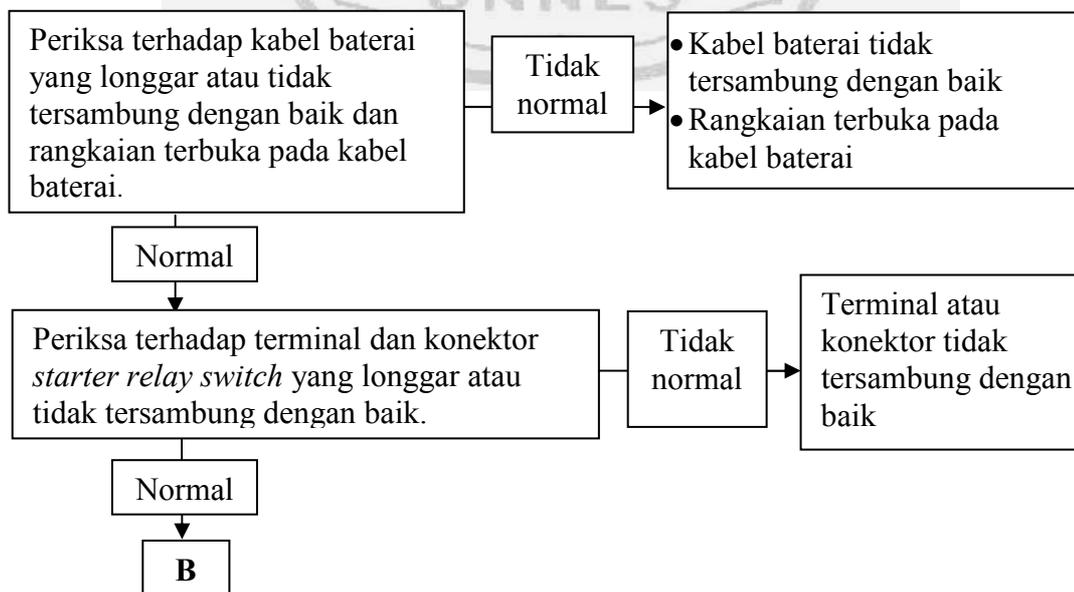 UNNES
Periksa terhadap kabel baterai
yang longgar atau tidak
tersambung dengan baik dan
rangkaian terbuka pada kabel
baterai.
Tidak
normal
• Kabel baterai tidak
tersambung dengan baik
• Rangkaian terbuka pada
kabel baterai
Normal
Periksa terhadap terminal dan konektor
starter relay switch yang longgar atau
tidak tersambung dengan baik.
Tidak
normal
Terminal atau
konektor tidak
tersambung dengan
baik
Normal
B